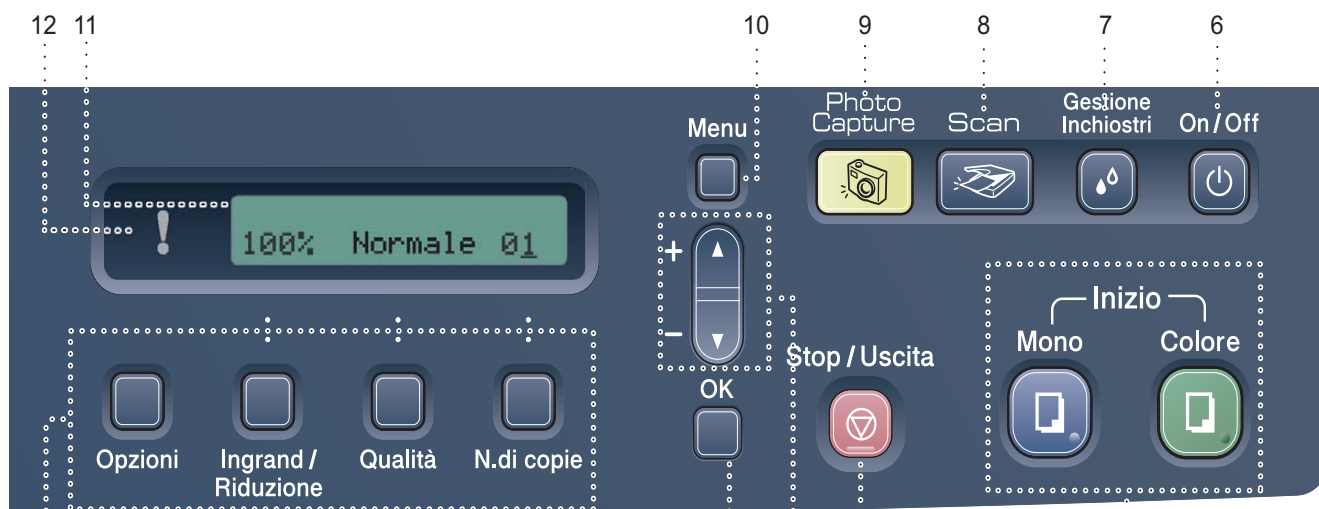 12 11 10 9 8 7 6
Photo
Capture
Scan
Gestione
Inchiostri
On/Off
Menu
!
100% Normale 01
+
-
Inizio
Mono
Colore
Stop / Uscita
OK
Opzioni
Ingrand /
Riduzione
Qualità
N.di copie